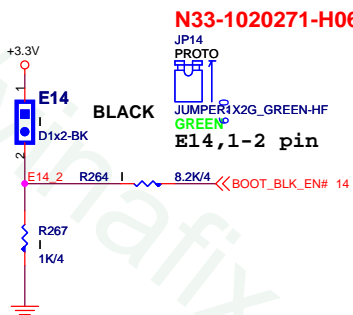 N33-1020271-H06
JP14
PROTO
+3.3V
1
E14
I
D1x2-BK
BLACK
JUMPER1X2G_GREEN-HF
GREEN
E14,1-2 pin
2
E14_2
R264
I
8.2K/4
BOOT_BLK_EN# 14
R267
I
1K/4